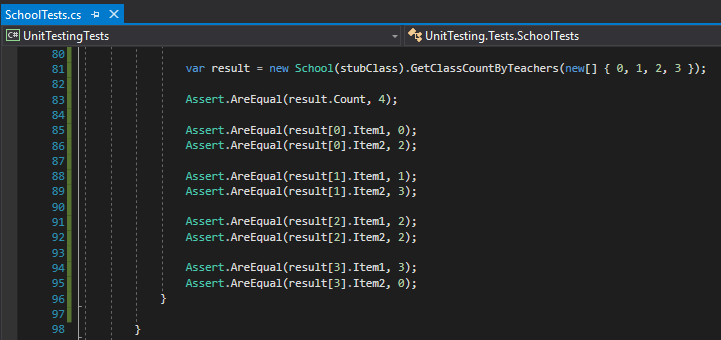 SchoolTests.cs
C# UnitTestingTests UnitTesting.Tests.SchoolTests
80
81 var result = new School(stubClass).GetClassCountByTeachers(new[] { 0, 1, 2, 3 });
82
83 Assert.AreEqual(result.Count, 4);
84
85 Assert.AreEqual(result[0].Item1, 0);
86 Assert.AreEqual(result[0].Item2, 2);
87
88 Assert.AreEqual(result[1].Item1, 1);
89 Assert.AreEqual(result[1].Item2, 3);
90
91 Assert.AreEqual(result[2].Item1, 2);
92 Assert.AreEqual(result[2].Item2, 2);
93
94 Assert.AreEqual(result[3].Item1, 3);
95 Assert.AreEqual(result[3].Item2, 0);
96 }
97
98 }